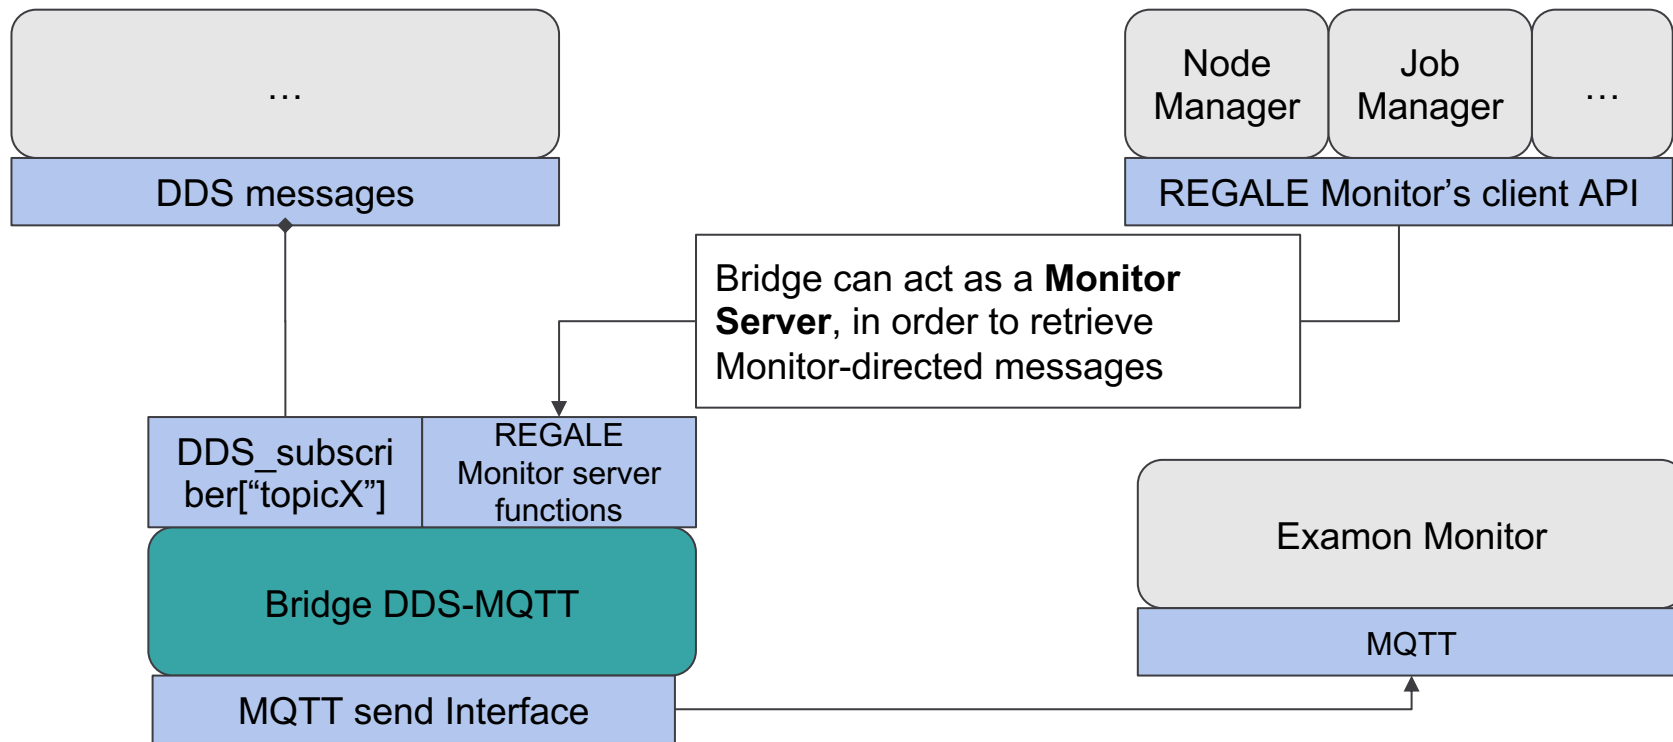 …
DDS messages
Node
Manager
Job
Manager
…
REGALE Monitor’s client API
Bridge can act as a Monitor
Server, in order to retrieve
Monitor-directed messages
DDS_subscri
ber[“topicX”]
REGALE
Monitor server
functions
Bridge DDS-MQTT
MQTT send Interface
Examon Monitor
MQTT